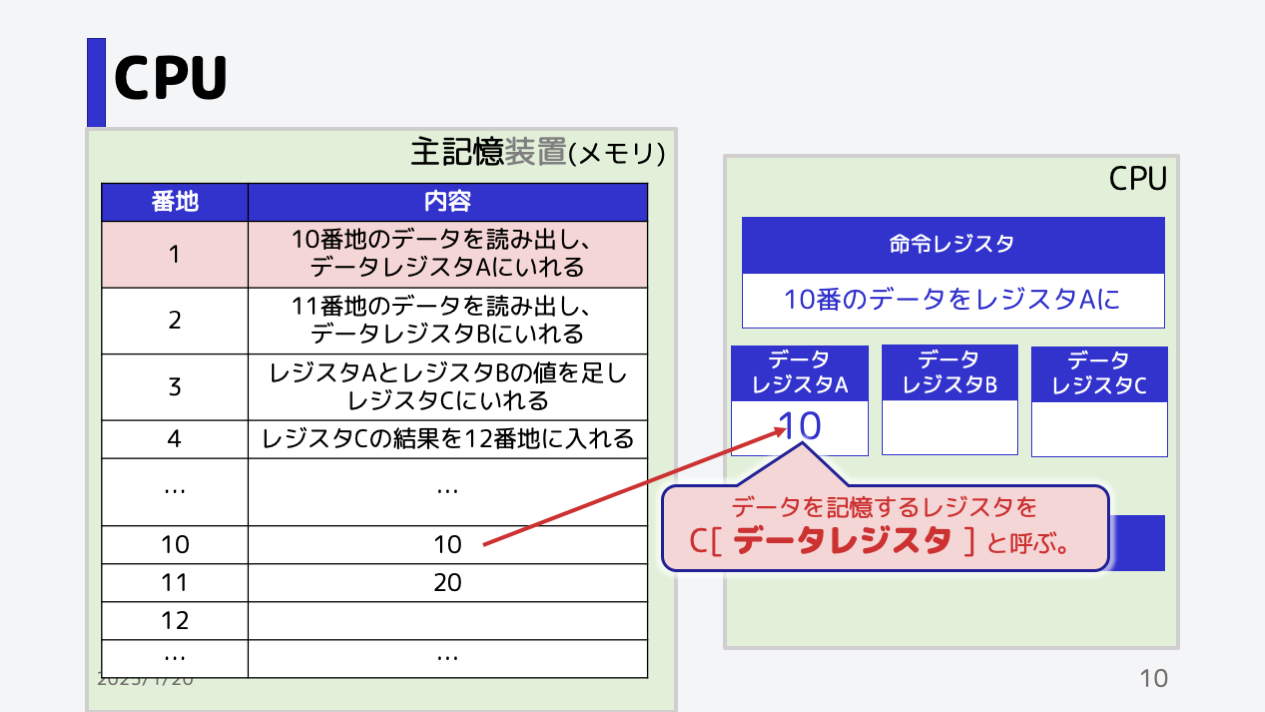 CPU
主記憶装置(メモリ)
番地 内容
1 10番地のデータを読み出し、
データレジスタAにいれる
2 11番地のデータを読み出し、
データレジスタBにいれる
3 レジスタAとレジスタBの値を足し
レジスタCにいれる
4 レジスタCの結果を12番地に入れる
… …
10 10
11 20
12
… …
CPU
命令レジスタ
10番のデータをレジスタAに
データ
レジスタA
10
データ
レジスタB
データ
レジスタC
データを記憶するレジスタを
C[ データレジスタ ] と呼ぶ。
10